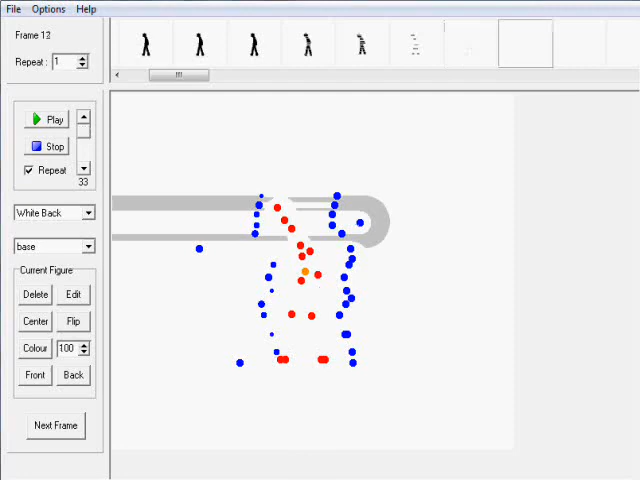 File Options Help
Frame 12
Repeat : 1
Play
Stop
Repeat
33
White Back
base
Current Figure
Delete Edit
Center Flip
Colour 100
Front Back
Next Frame